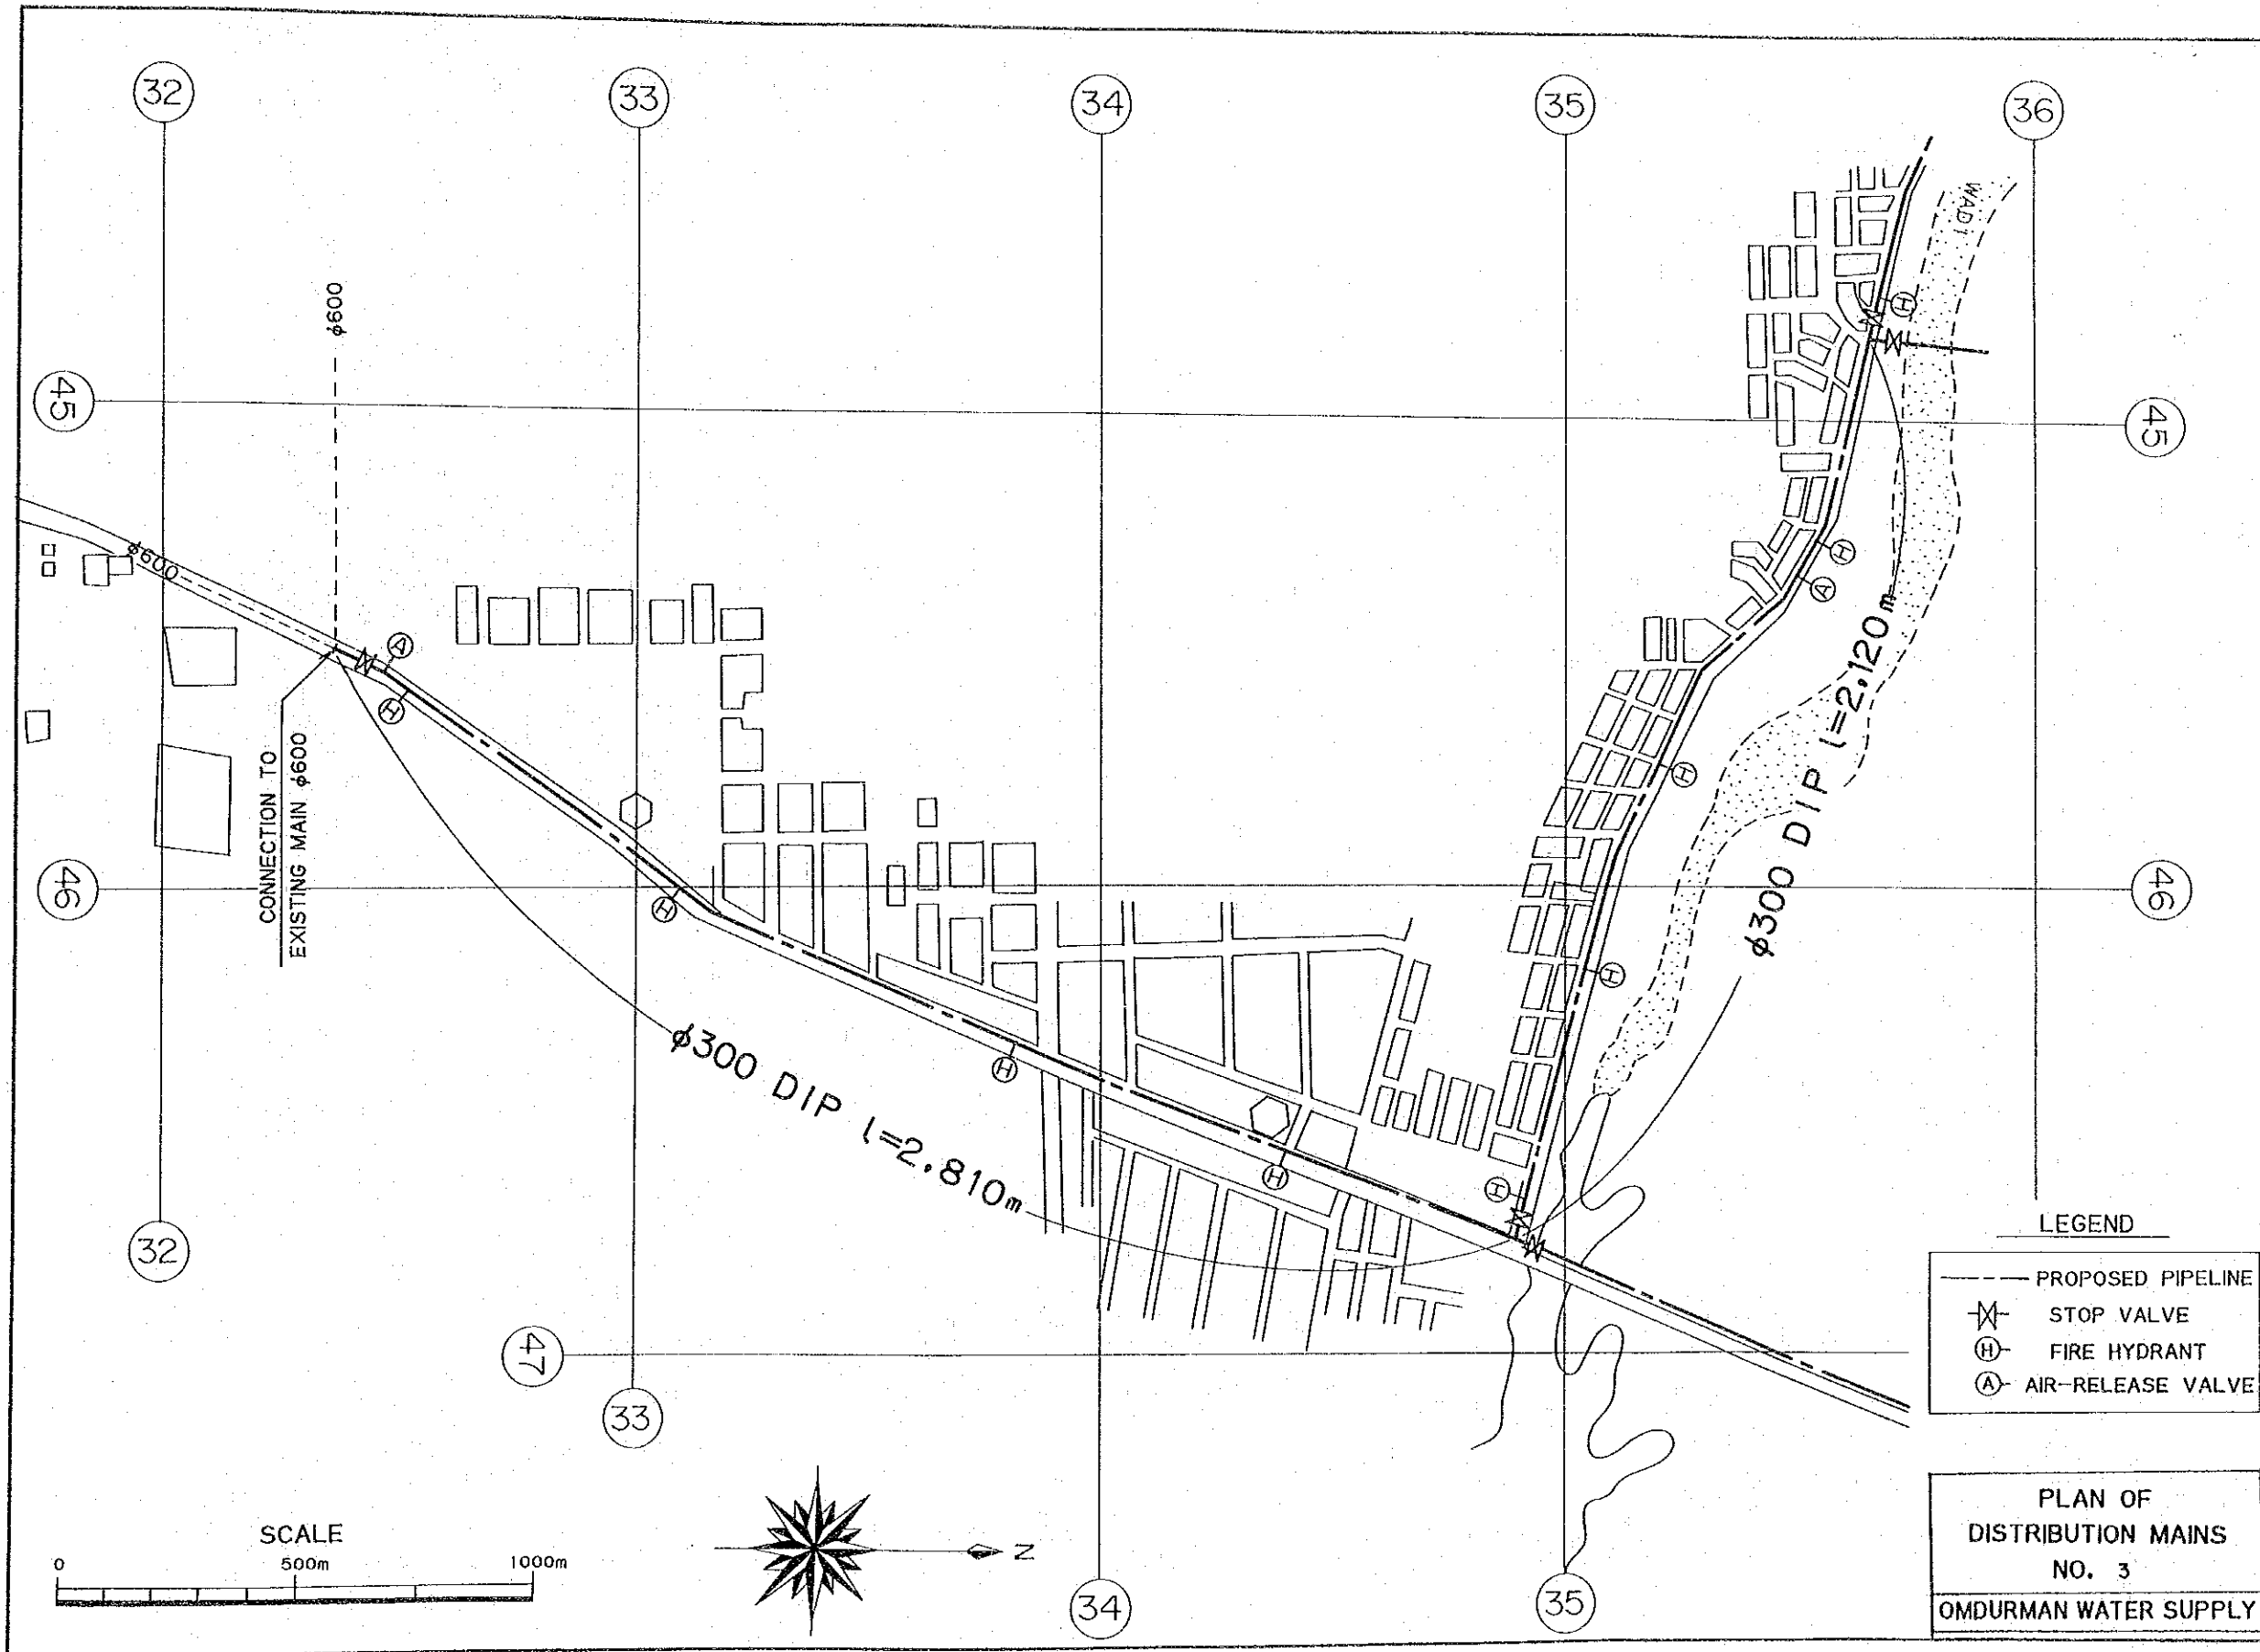 32
33
34
35
36
WADI
φ600
H
45
45
φ600
H
A
A
H
φ300 DIP l=2,120m
H
CONNECTION TO
EXISTING MAIN φ600
46
46
H
H
φ300 DIP l=2,810m
H
H
H
32
47
33
34
35
LEGEND
PROPOSED PIPELINE
STOP VALVE
H FIRE HYDRANT
A AIR-RELEASE VALVE
SCALE
0 500m 1000m
N
PLAN OF
DISTRIBUTION MAINS
NO. 3
OMDURMAN WATER SUPPLY